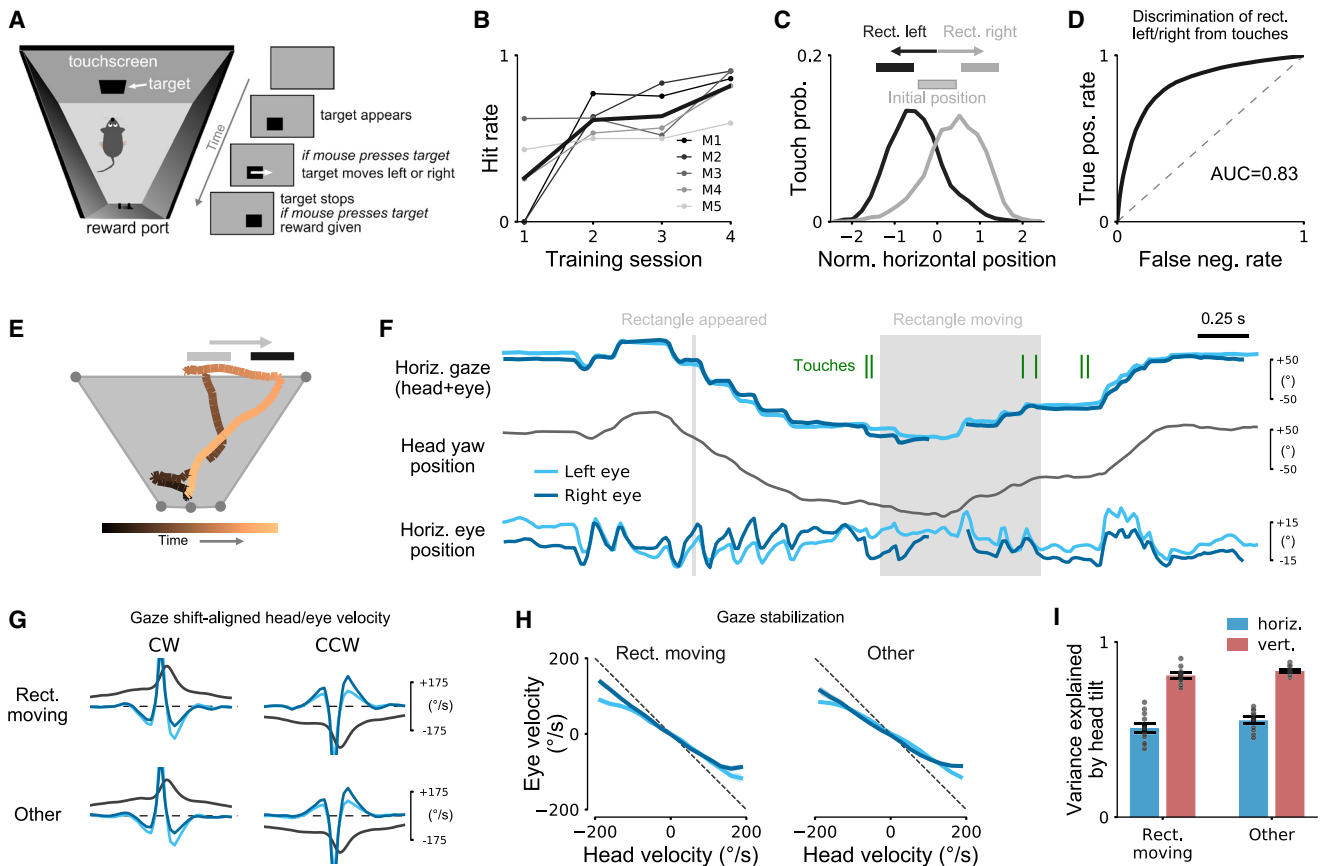 A
touchscreen
target
reward port
Time
target appears
if mouse presses target
target moves left or right
target stops
if mouse presses target
reward given
B
Hit rate
1
0
1 2 3 4
Training session
M1
M2
M3
M4
M5
C
Rect. left Rect. right
Initial position
Touch prob.
0.2
0
−2 −1 0 1 2
Norm. horizontal position
D
Discrimination of rect.
left/right from touches
True pos. rate
1
0
AUC=0.83
0 1
False neg. rate
E
Time
F
Rectangle appeared
Rectangle moving
0.25 s
Horiz. gaze
(head+eye)
Touches
+50
(°)
-50
Head yaw
position
+50
(°)
-50
Left eye
Right eye
Horiz. eye
position
+15
(°)
-15
G
Gaze shift-aligned head/eye velocity
CW CCW
Rect.
moving
+175
(°/s)
-175
Other
+175
(°/s)
-175
H
Gaze stabilization
Rect. moving Other
Eye velocity
(°/s)
200
0
−200
−200 0 200
−200 0 200
Head velocity (°/s) Head velocity (°/s)
I
horiz.
vert.
Variance explained
by head tilt
1
0
Rect.
moving
Other